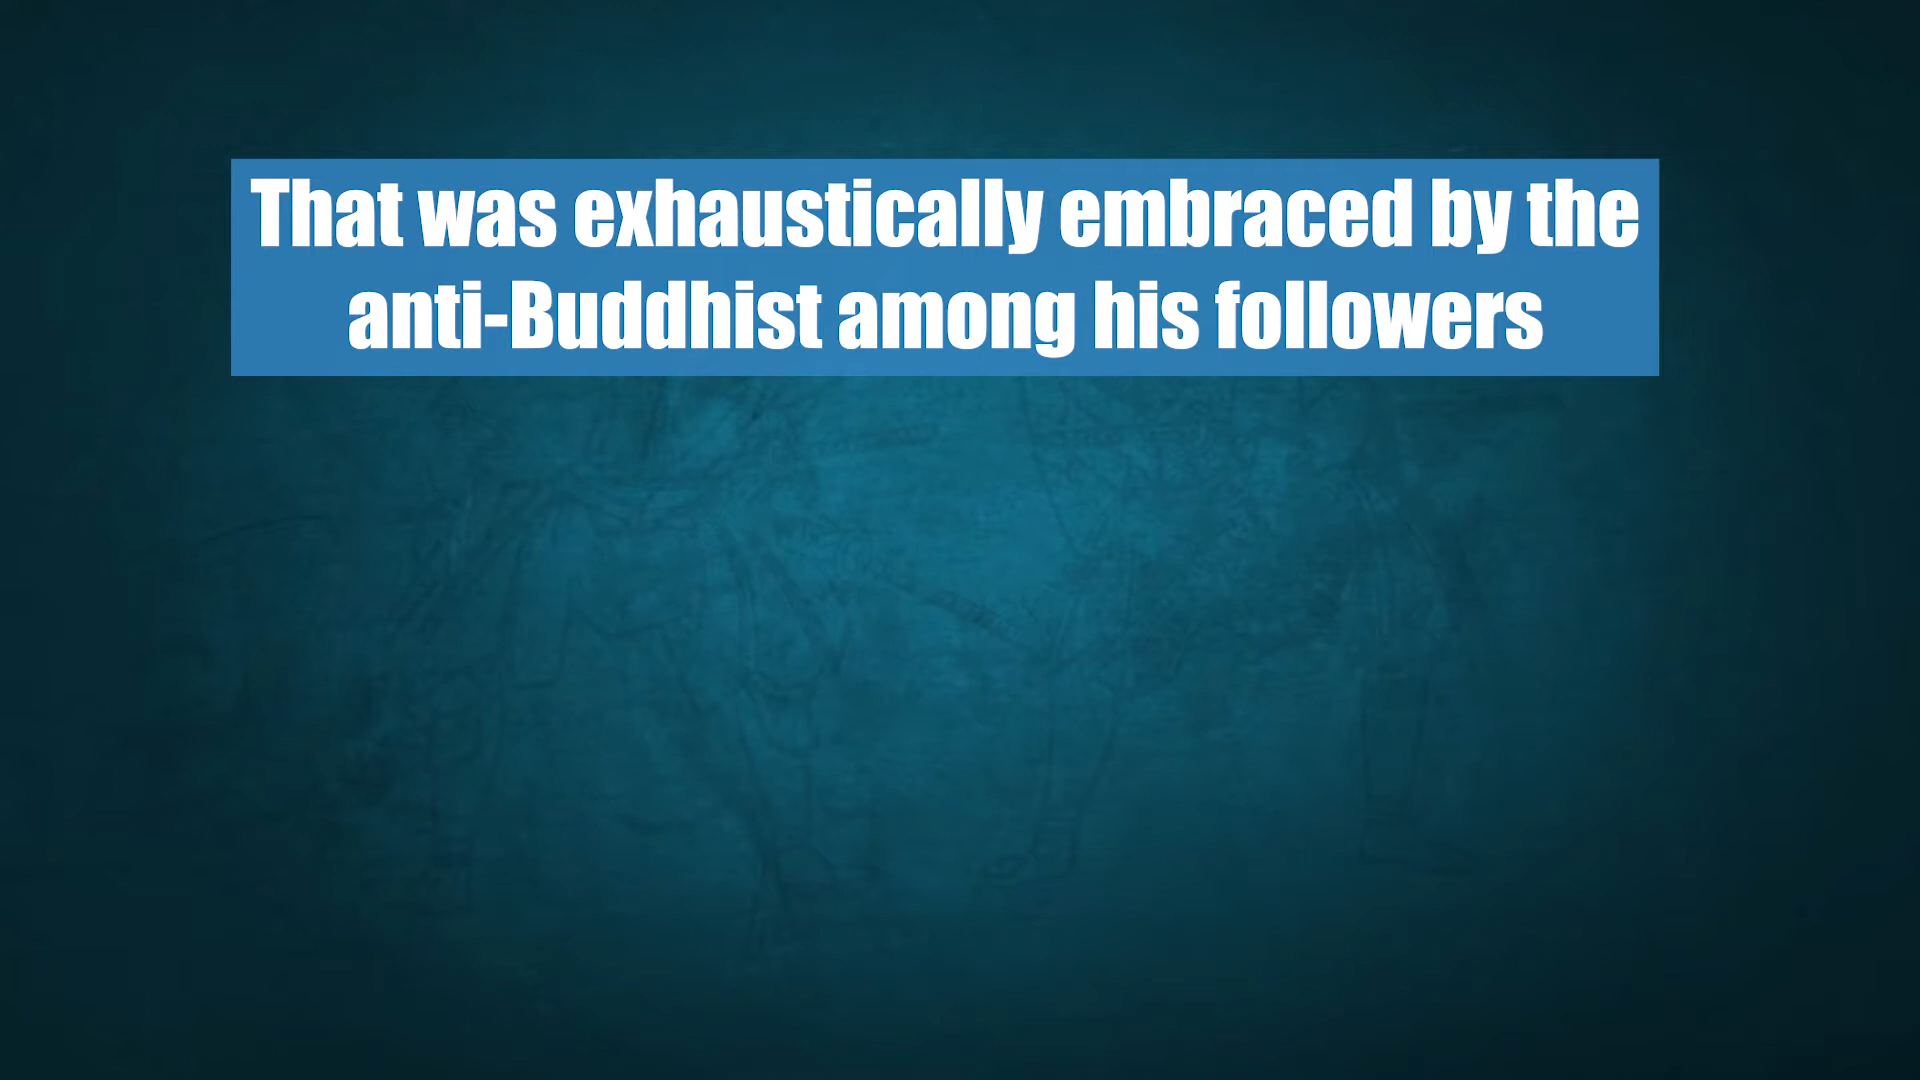 That was exhaustically embraced by the
anti-Buddhist among his followers